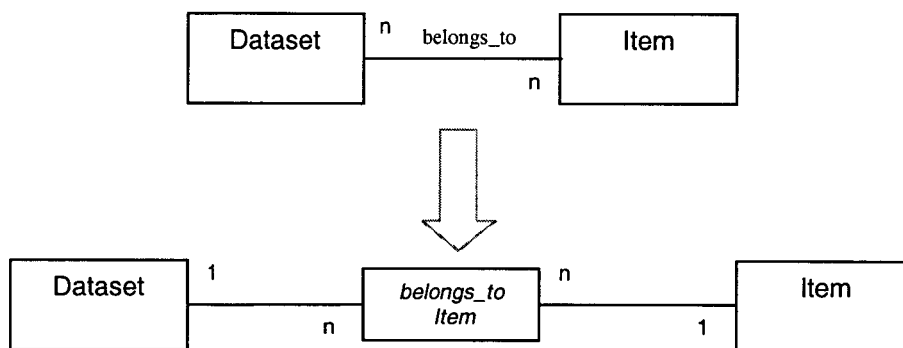 Dataset
n
belongs_to
n
Item
Dataset
1
n
belongs_to
Item
n
1
Item